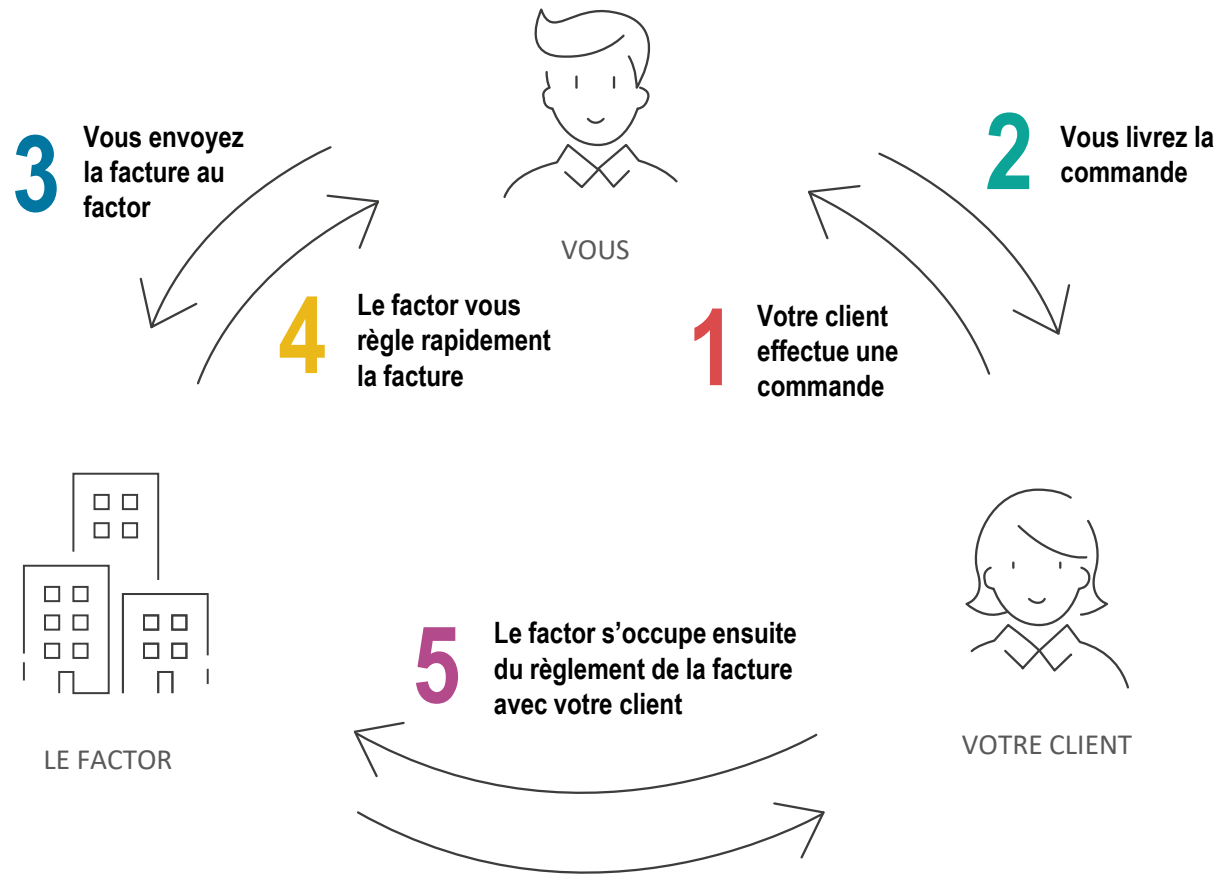 3
Vous envoyez
la facture au
factor
2
Vous livrez la
commande
VOUS
4
Le factor vous
règle rapidement
la facture
1
Votre client
effectue une
commande
5
Le factor s’occupe ensuite
du règlement de la facture
avec votre client
LE FACTOR
VOTRE CLIENT